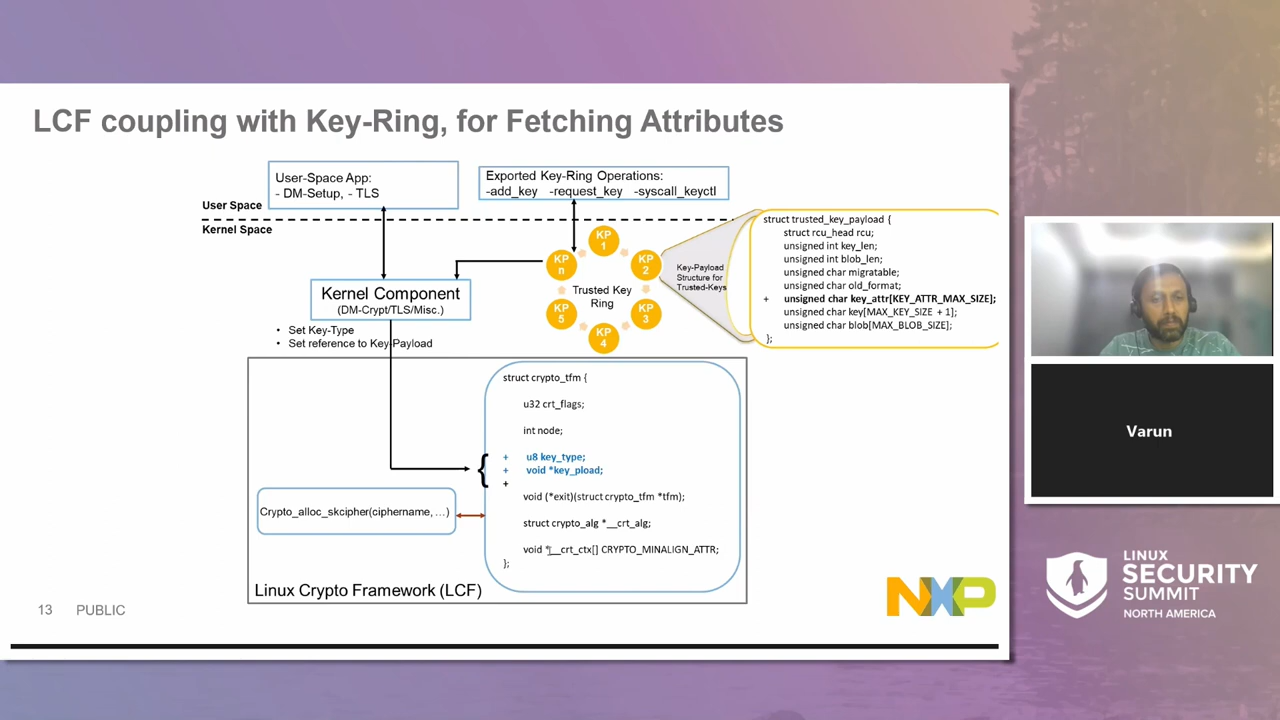 LCF coupling with Key-Ring, for Fetching Attributes
User-Space App:
- DM-Setup, - TLS
Exported Key-Ring Operations:
-add_key -request_key -syscall_keyctl
User Space
Kernel Space
Kernel Component
(DM-Crypt/TLS/Misc.)
• Set Key-Type
• Set reference to Key-Payload
KP
1
KP
2
KP
3
KP
4
KP
5
KP
n
Trusted Key
Ring
Key-Payload
Structure for
Trusted-Keys
struct trusted_key_payload {
struct rcu_head rcu;
unsigned int key_len;
unsigned int blob_len;
unsigned char migratable;
unsigned char old_format;
+ unsigned char key_attr[KEY_ATTR_MAX_SIZE];
unsigned char key[MAX_KEY_SIZE + 1];
unsigned char blob[MAX_BLOB_SIZE];
};
struct crypto_tfm {
u32 crt_flags;
int node;
+ u8 key_type;
+ void *key_pload;
+
void (*exit)(struct crypto_tfm *tfm);
struct crypto_alg *__crt_alg;
void *__crt_ctx[] CRYPTO_MINALIGN_ATTR;
};
{
Crypto_alloc_skcipher(ciphername, ...)
Linux Crypto Framework (LCF)
13 PUBLIC
NXP
Varun
LINUX
SECURITY
SUMMIT
NORTH AMERICA